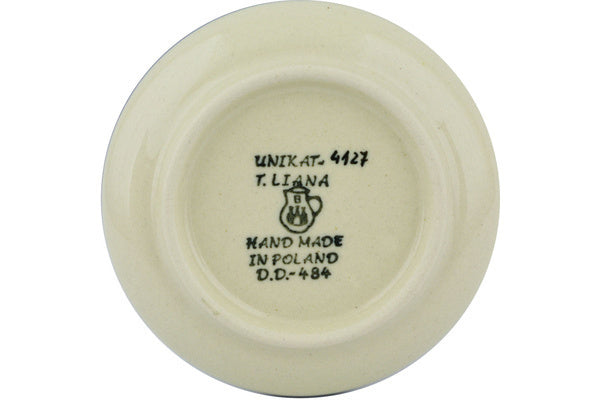 UNIKAT-4127
T. LIANA
B
HAND MADE
IN POLAND
D.D.-484